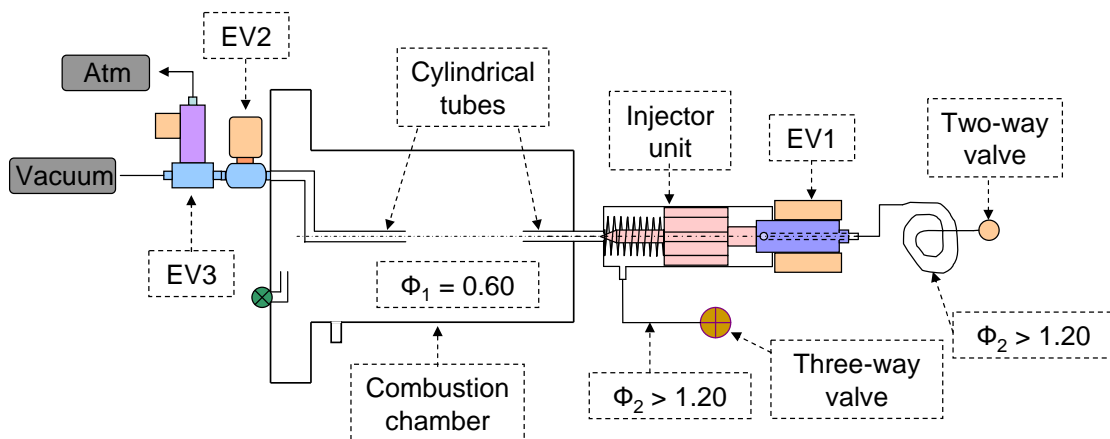 EV2
Atm
Cylindrical
tubes
Injector
unit
EV1
Two-way
valve
Vacuum
EV3
Φ1 = 0.60
Φ2 > 1.20
Combustion
chamber
Φ2 > 1.20
Three-way
valve